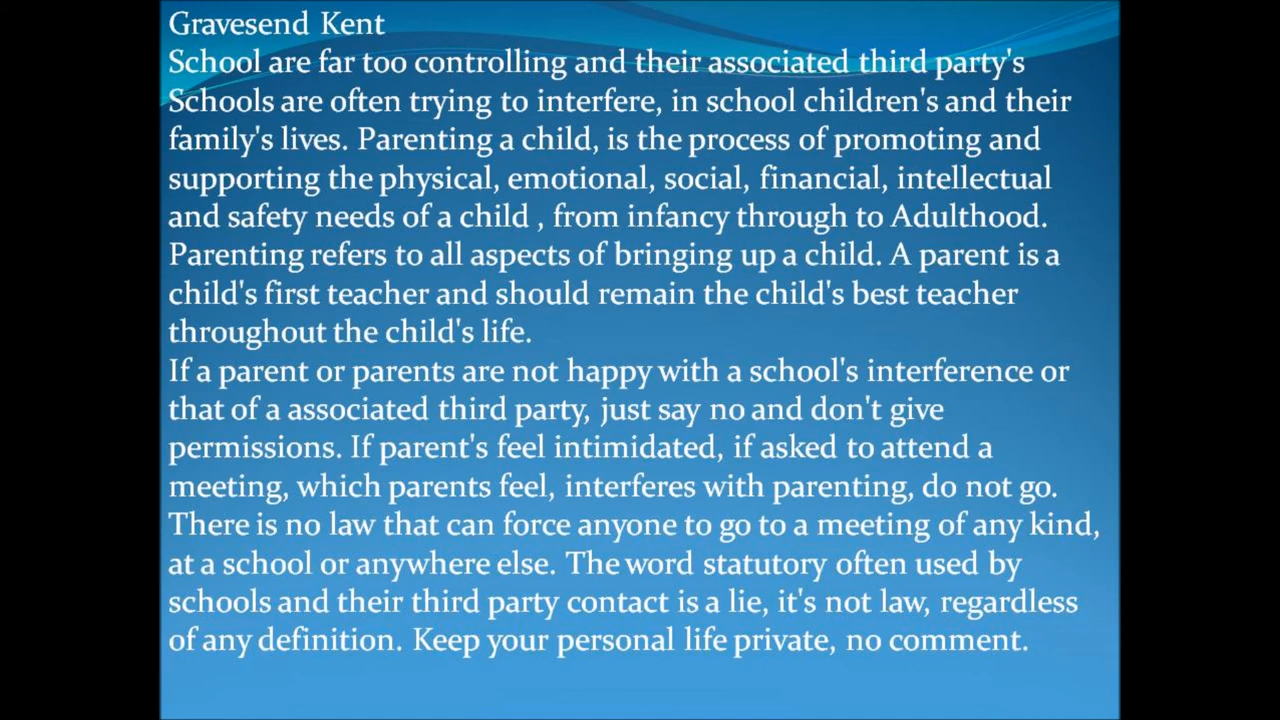 Gravesend Kent
School are far too controlling and their associated third party's
Schools are often trying to interfere, in school children's and their
family's lives. Parenting a child, is the process of promoting and
supporting the physical, emotional, social, financial, intellectual
and safety needs of a child , from infancy through to Adulthood.
Parenting refers to all aspects of bringing up a child. A parent is a
child's first teacher and should remain the child's best teacher
throughout the child's life.
If a parent or parents are not happy with a school's interference or
that of a associated third party, just say no and don't give
permissions. If parent's feel intimidated, if asked to attend a
meeting, which parents feel, interferes with parenting, do not go.
There is no law that can force anyone to go to a meeting of any kind,
at a school or anywhere else. The word statutory often used by
schools and their third party contact is a lie, it's not law, regardless
of any definition. Keep your personal life private, no comment.